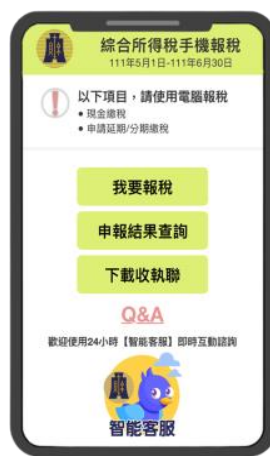 綜合所得稅手機報稅
111年5月1日-111年6月30日
以下項目，請使用電腦報稅
• 現金繳稅
• 申請延期/分期繳稅
我要報稅
申報結果查詢
下載收執聯
Q&A
歡迎使用24小時【智能客服】即時互動諮詢
智能客服